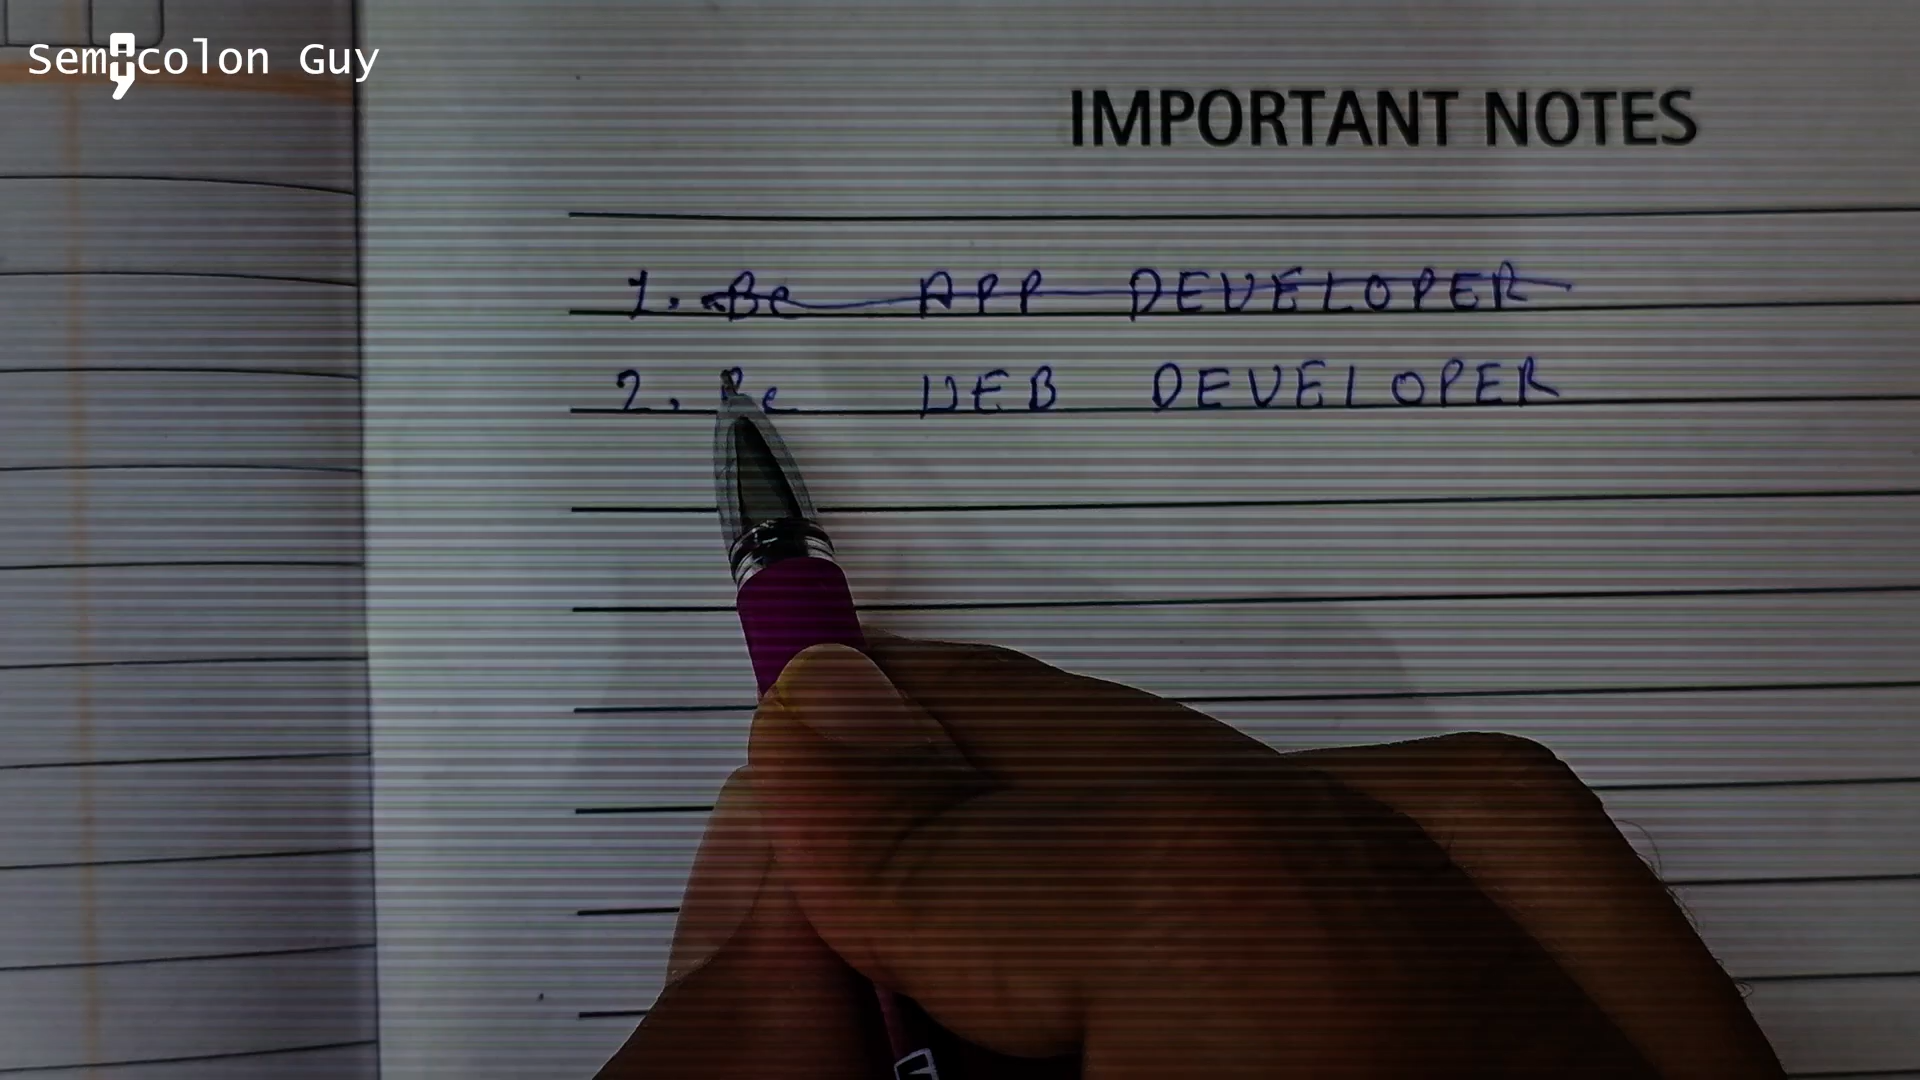 Semicolon Guy
IMPORTANT NOTES
1. Be APP DEVELOPER
2. Be WEB DEVELOPER